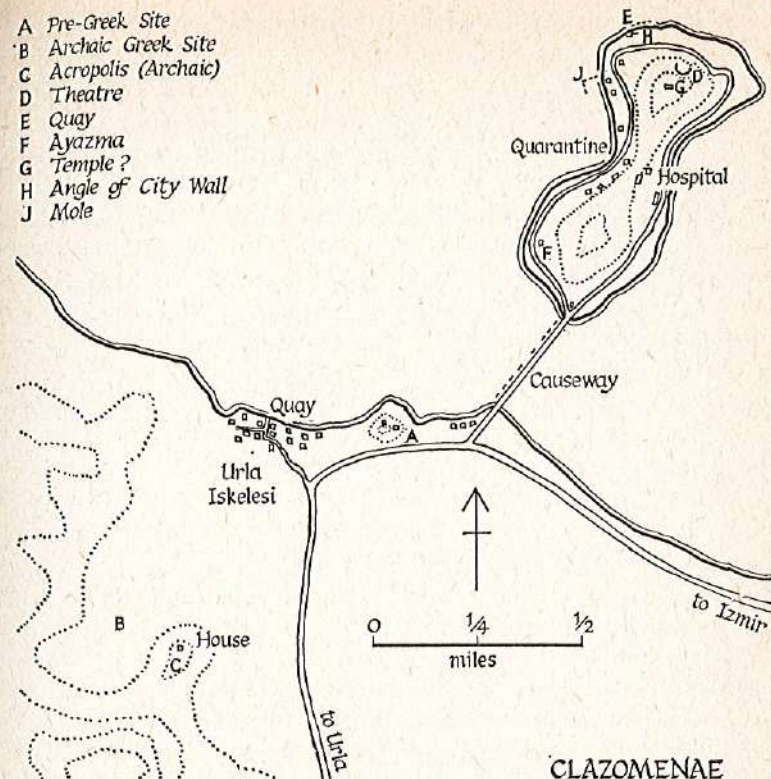 A Pre-Greek Site
B Archaic Greek Site
C Acropolis (Archaic)
D Theatre
E Quay
F Ayazma
G Temple ?
H Angle of City Wall
J Mole
E
H
J
D
G
Quarantine
Hospital
F
Causeway
Quay
A
Urla
Iskelesi
B
House
C
0 1/4 1/2
miles
to Izmir
to Urla
CLAZOMENAE